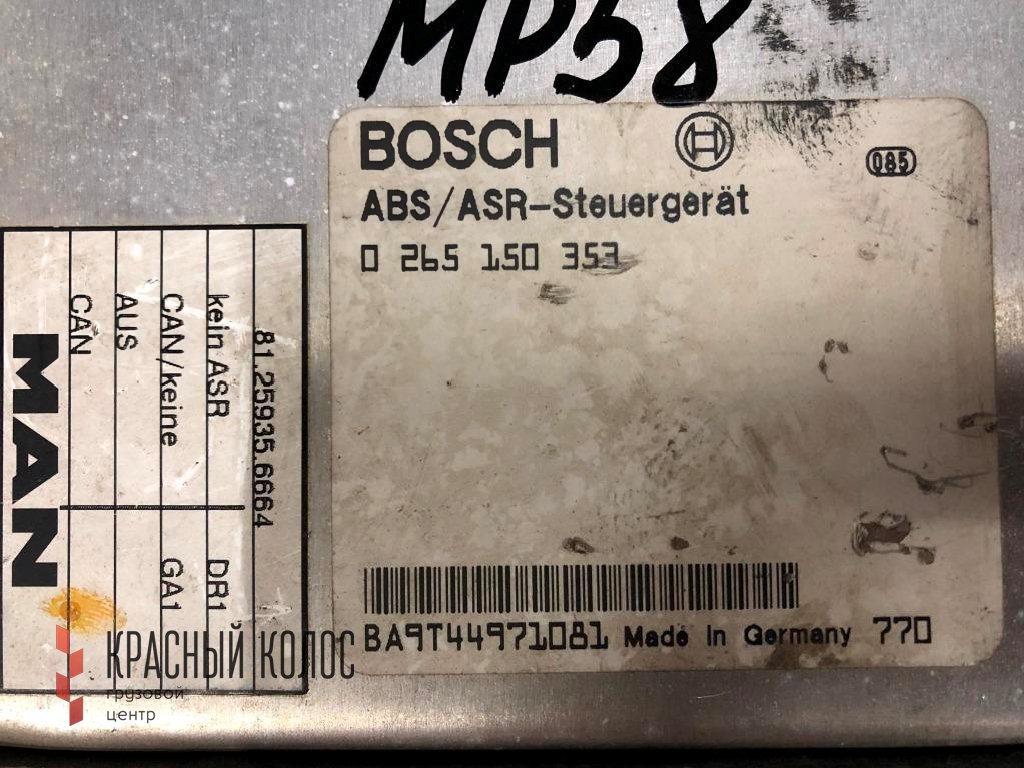 MP58
BOSCH
085
ABS/ASR-Steuergerät
0 265 150 353
BA9T44971081 Made in Germany 770
81.25935.6664
kein ASR DR1
CAN/keine GA1
AUS
CAN
MAN
КРАСНЫЙ КОЛОС
грузовой
центр